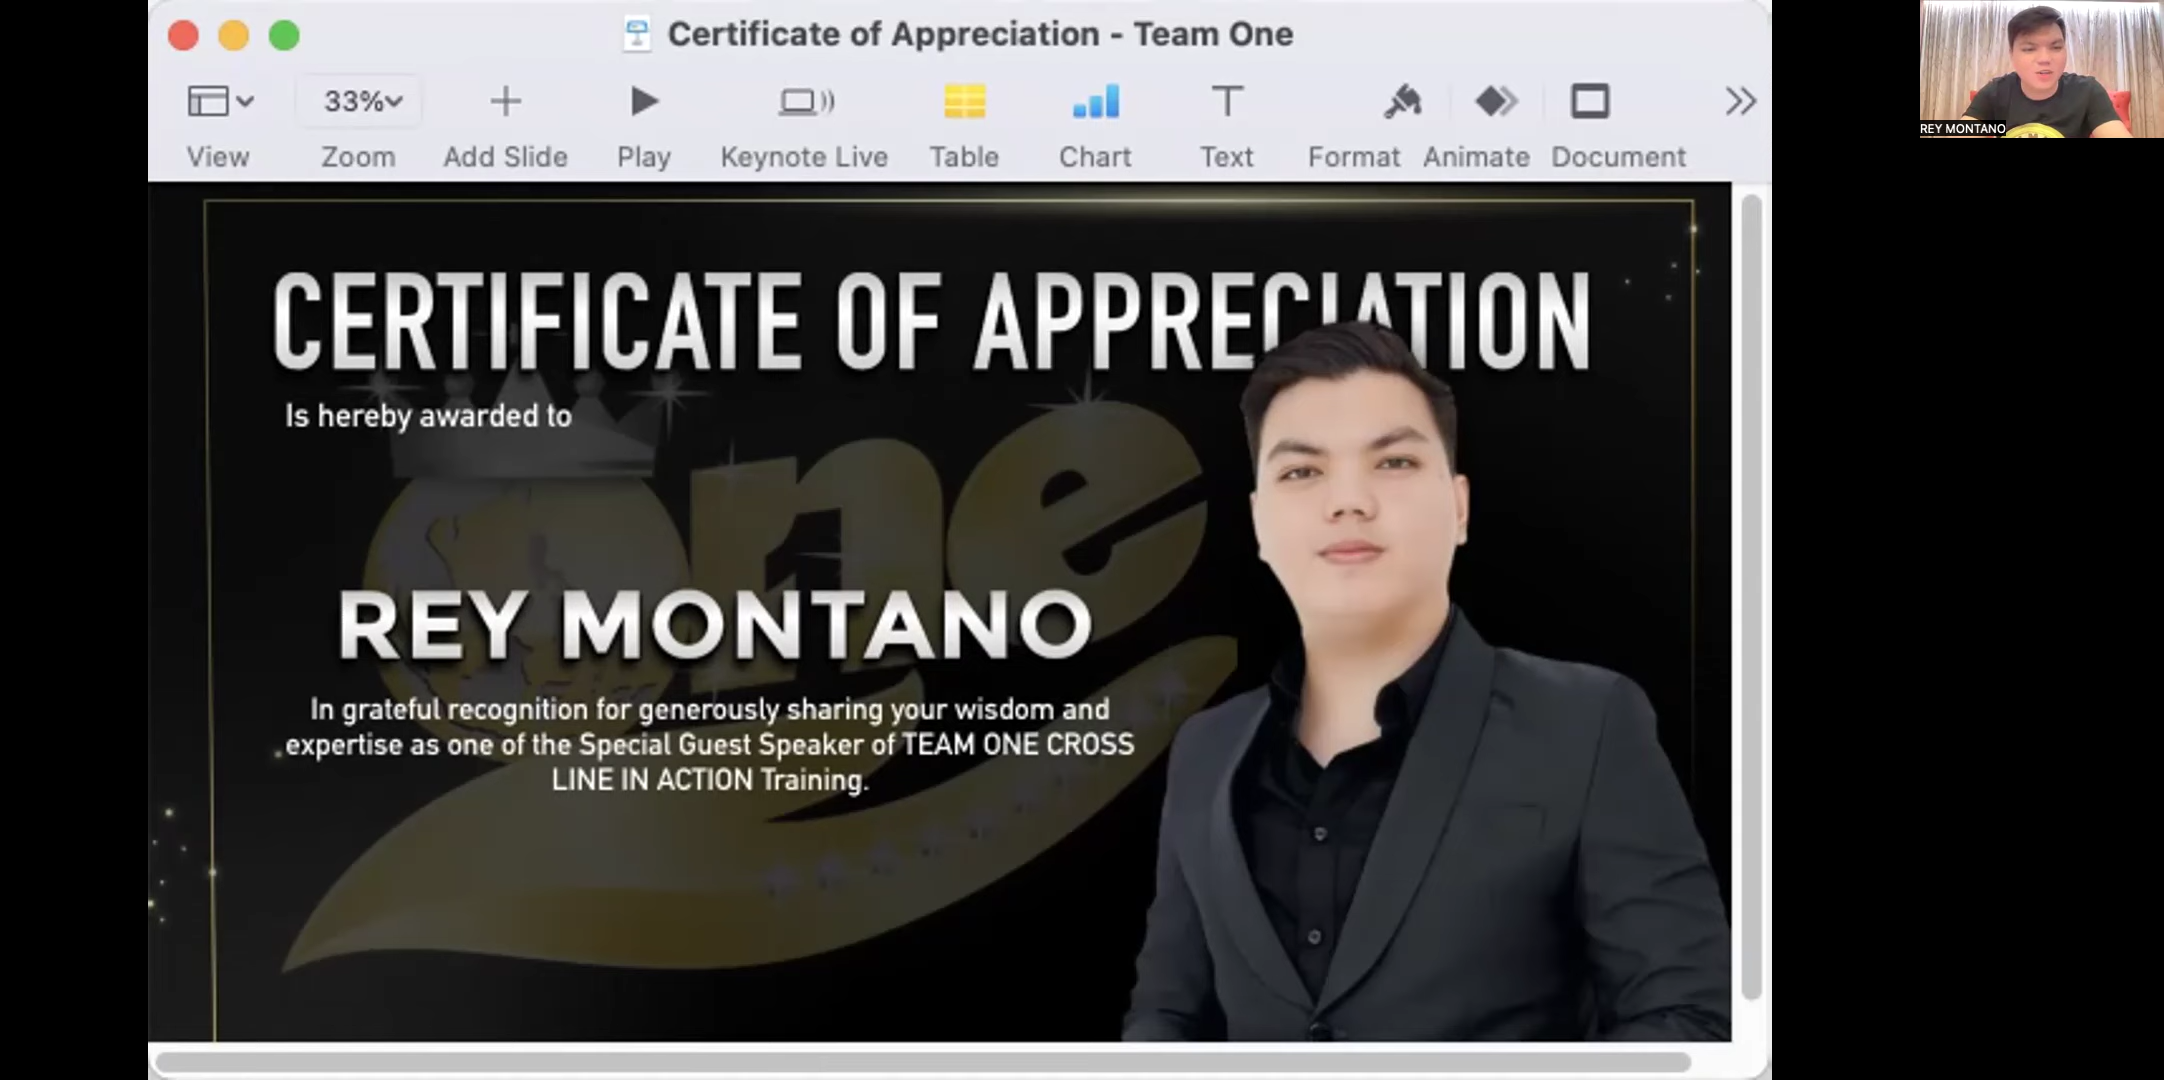 Certificate of Appreciation - Team One
33%
View Zoom Add Slide Play Keynote Live Table Chart Text Format Animate Document
CERTIFICATE OF APPRECIATION
Is hereby awarded to
one
REY MONTANO
In grateful recognition for generously sharing your wisdom and
expertise as one of the Special Guest Speaker of TEAM ONE CROSS
LINE IN ACTION Training.
REY MONTANO